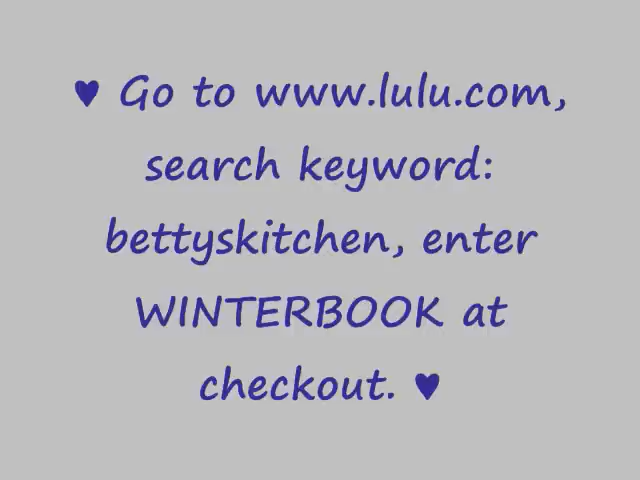 ♥ Go to www.lulu.com,
search keyword:
bettyskitchen, enter
WINTERBOOK at
checkout. ♥